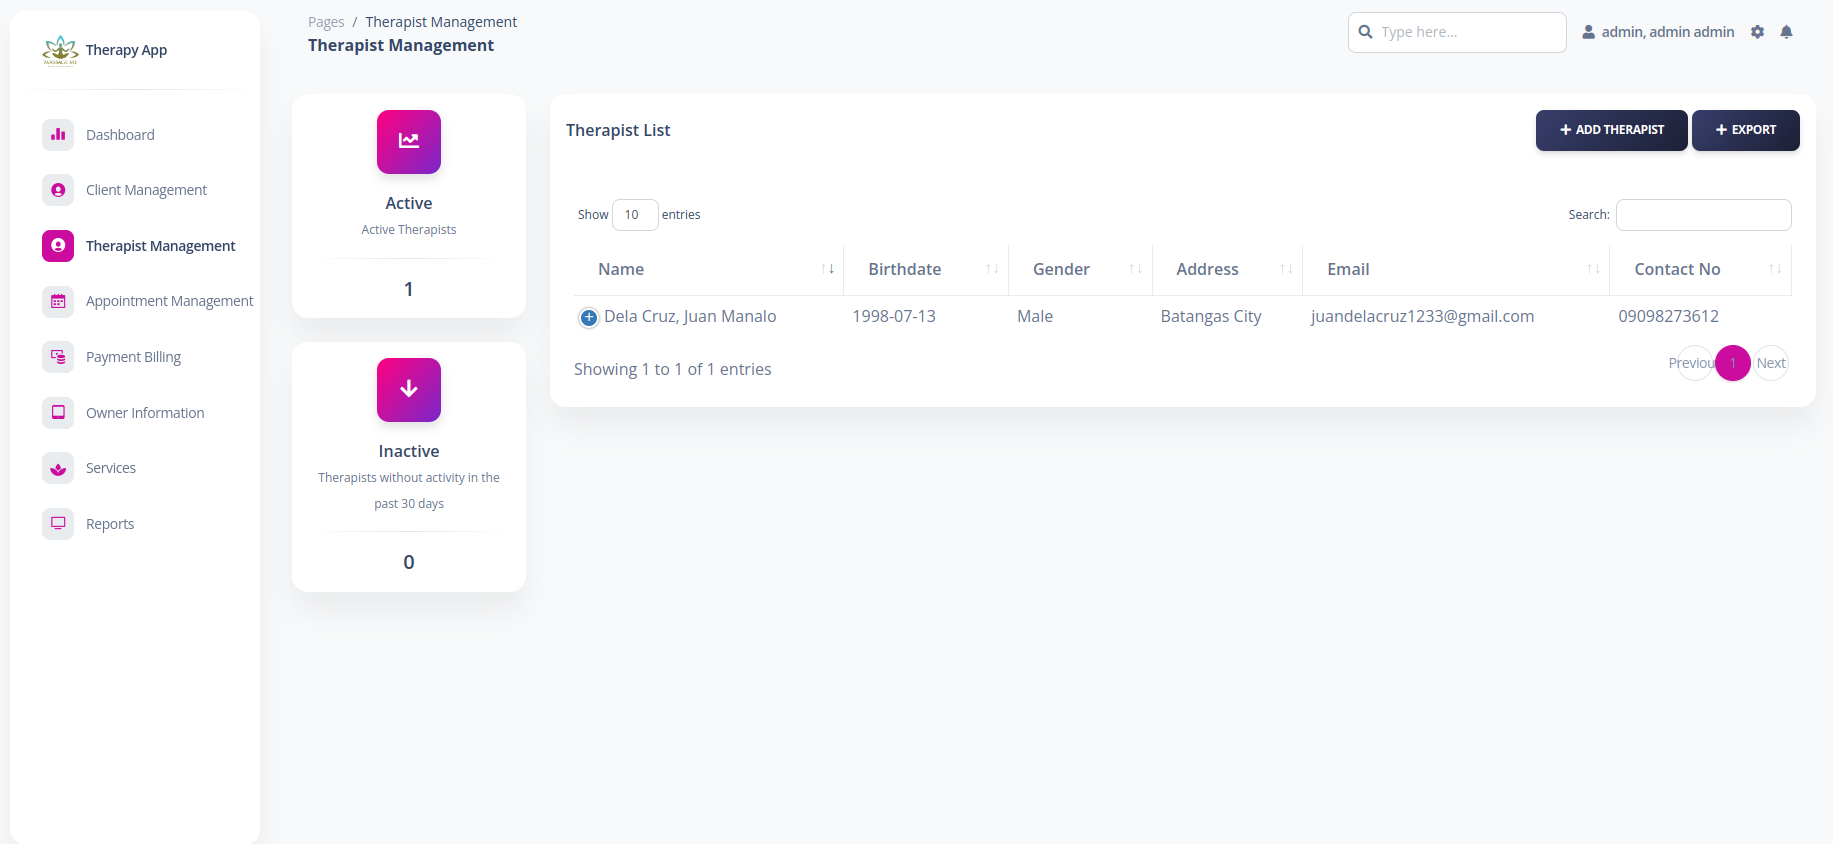 MASSAGE ME
Therapy App
Dashboard
Client Management
Therapist Management
Appointment Management
Payment Billing
Owner Information
Services
Reports
Pages / Therapist Management
Therapist Management
Type here...
admin, admin admin
Active
Active Therapists
1
Inactive
Therapists without activity in the
past 30 days
0
Therapist List
ADD THERAPIST
EXPORT
Show 10 entries
Search:
Name Birthdate Gender Address Email Contact No
Dela Cruz, Juan Manalo 1998-07-13 Male Batangas City juandelacruz1233@gmail.com 09098273612
Showing 1 to 1 of 1 entries
Previou 1 Next